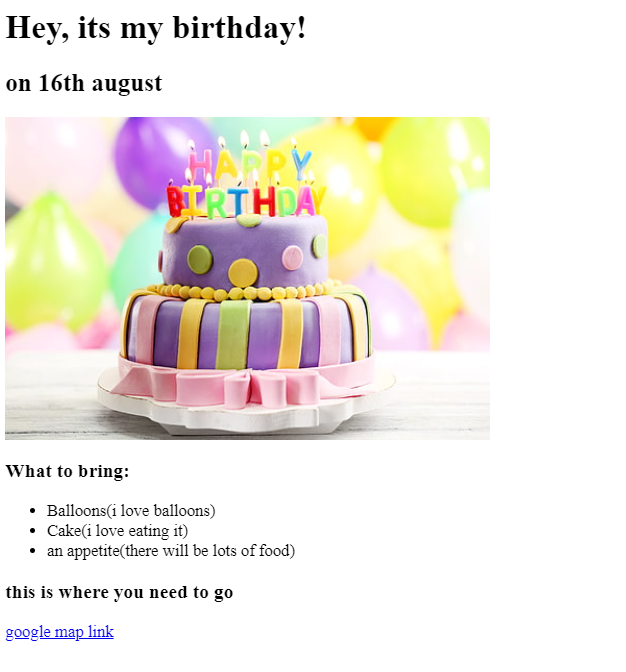 Hey, its my birthday!
on 16th august
HAPPY
BIRTHDAY
What to bring:
Balloons(i love balloons)
Cake(i love eating it)
an appetite(there will be lots of food)
this is where you need to go
google map link